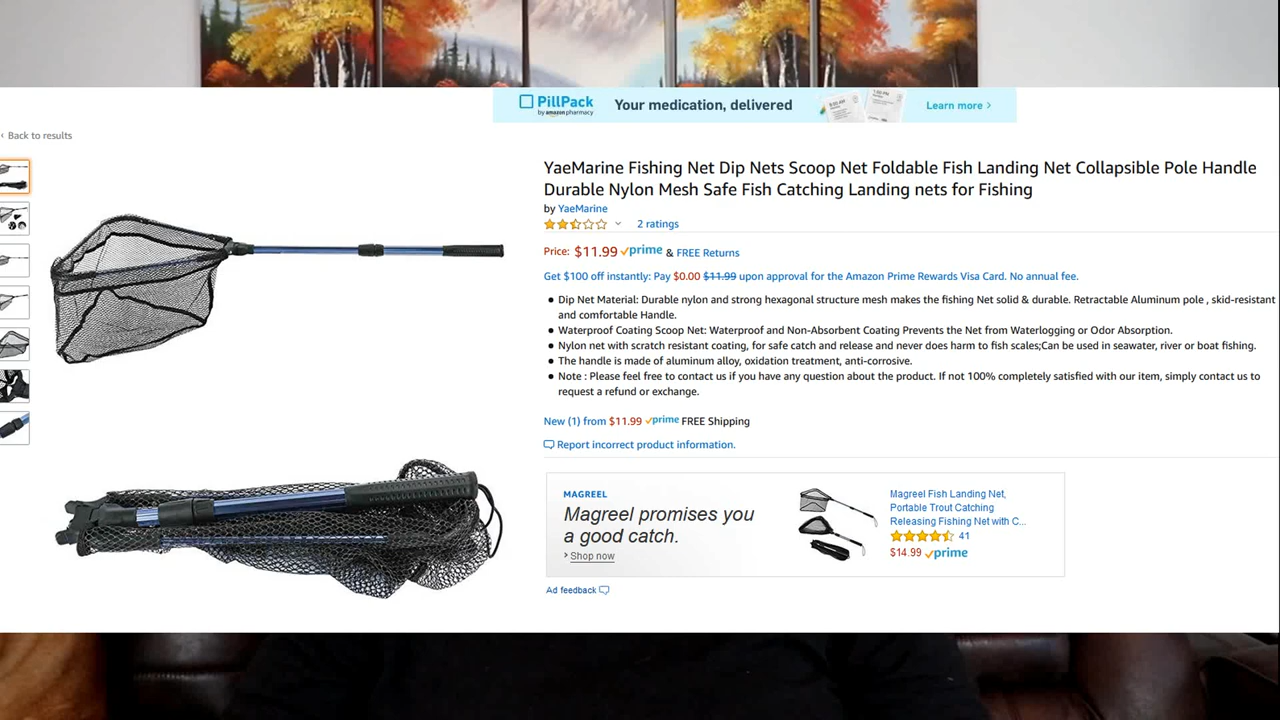 PillPack
by amazon pharmacy
Your medication, delivered
Learn more ›
‹ Back to results
YaeMarine Fishing Net Dip Nets Scoop Net Foldable Fish Landing Net Collapsible Pole Handle
Durable Nylon Mesh Safe Fish Catching Landing nets for Fishing
by YaeMarine
2 ratings
Price: $11.99 prime & FREE Returns
Get $100 off instantly: Pay $0.00 $11.99 upon approval for the Amazon Prime Rewards Visa Card. No annual fee.
• Dip Net Material: Durable nylon and strong hexagonal structure mesh makes the fishing Net solid & durable. Retractable Aluminum pole , skid-resistant
and comfortable Handle.
• Waterproof Coating Scoop Net: Waterproof and Non-Absorbent Coating Prevents the Net from Waterlogging or Odor Absorption.
• Nylon net with scratch resistant coating, for safe catch and release and never does harm to fish scales;Can be used in seawater, river or boat fishing.
• The handle is made of aluminum alloy, oxidation treatment, anti-corrosive.
• Note : Please feel free to contact us if you have any question about the product. If not 100% completely satisfied with our item, simply contact us to
request a refund or exchange.
New (1) from $11.99 prime FREE Shipping
Report incorrect product information.
MAGREEL
Magreel promises you
a good catch.
› Shop now
Magreel Fish Landing Net,
Portable Trout Catching
Releasing Fishing Net with C...
41
$14.99 prime
Ad feedback